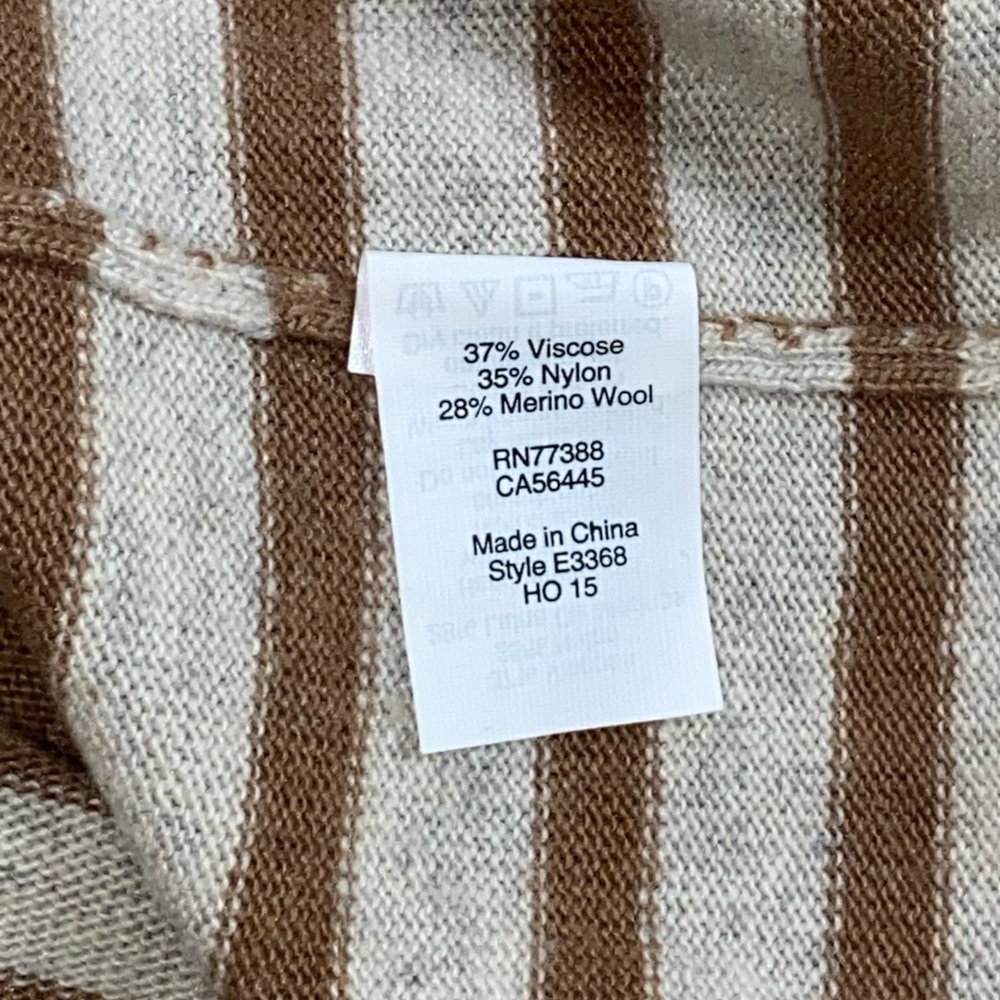 37% Viscose
35% Nylon
28% Merino Wool
RN77388
CA56445
Made in China
Style E3368
HO 15